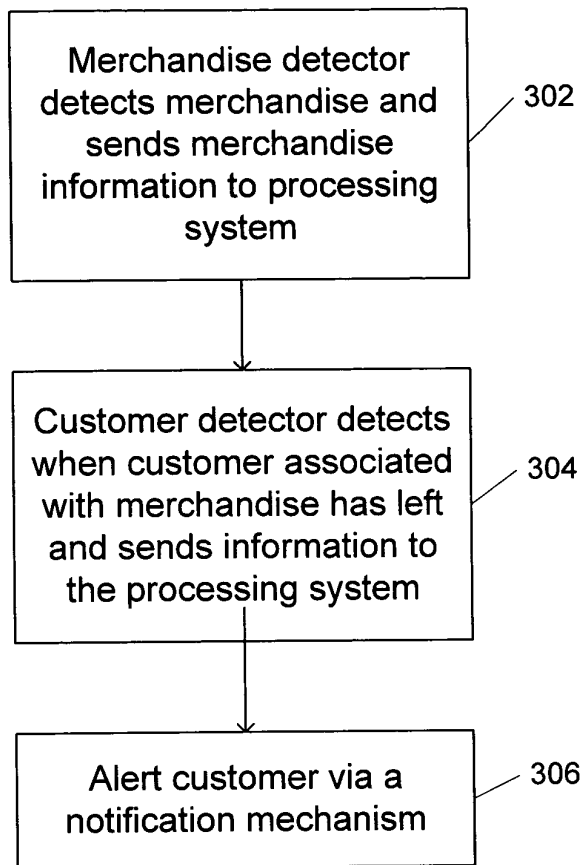 Merchandise detector
detects merchandise and
sends merchandise
information to processing
system
302
Customer detector detects
when customer associated
with merchandise has left
and sends information to
the processing system
304
Alert customer via a
notification mechanism
306